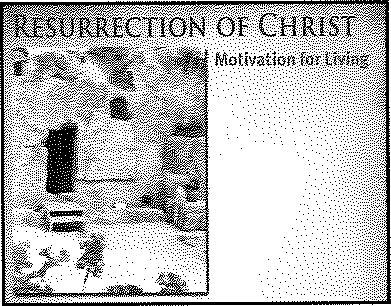 RESURRECTION OF CHRIST
Motivation for Living